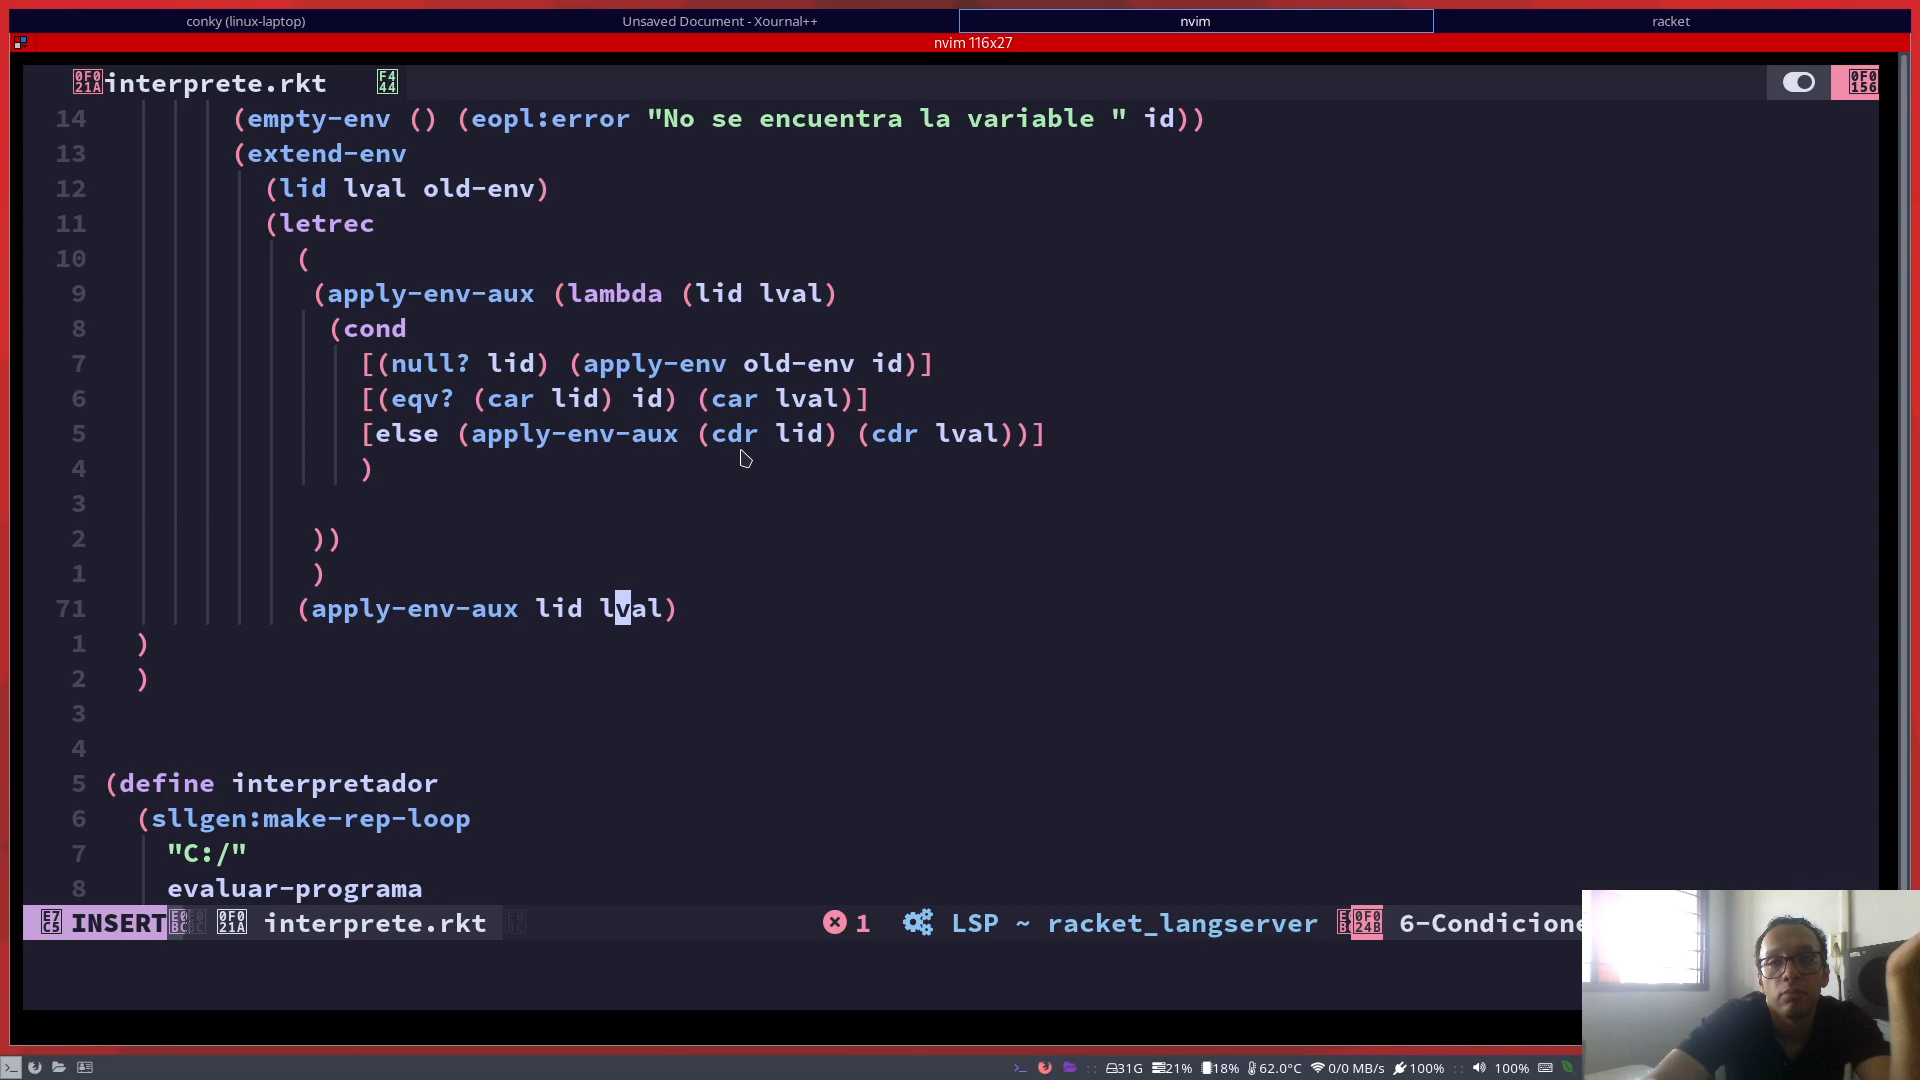 conky (linux-laptop)
Unsaved Document - Xournal++
nvim
racket
nvim 116x27
interprete.rkt
14 (empty-env () (eopl:error "No se encuentra la variable " id))
13 (extend-env
12 (lid lval old-env)
11 (letrec
10 (
9 (apply-env-aux (lambda (lid lval)
8 (cond
7 [(null? lid) (apply-env old-env id)]
6 [(eqv? (car lid) id) (car lval)]
5 [else (apply-env-aux (cdr lid) (cdr lval))]
4 )
3
2 ))
1 )
71 (apply-env-aux lid lval)
1 )
2 )
3
4
5 (define interpretador
6 (sllgen:make-rep-loop
7 "C:/"
8 evaluar-programa
INSERT interprete.rkt 1 LSP ~ racket_langserver 6-Condicione
31G 21% 18% 62.0°C 0/0 MB/s 100% 100%